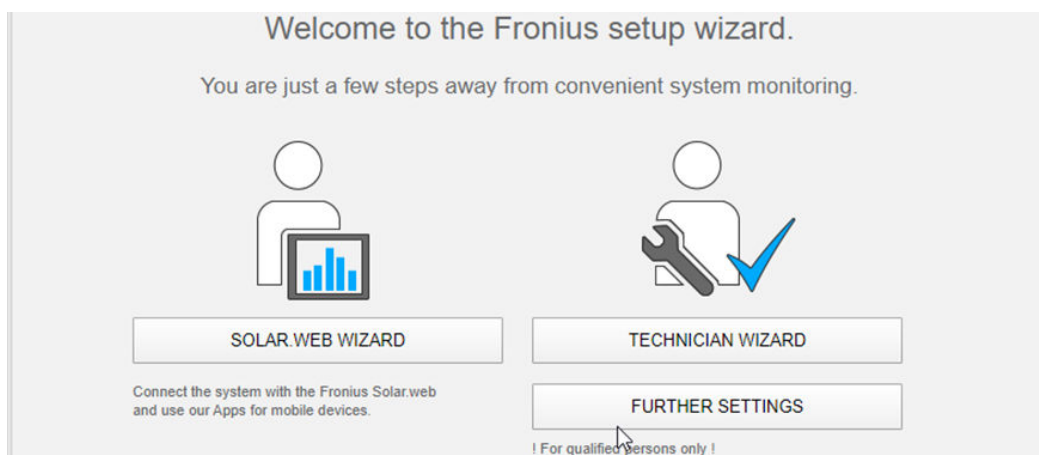 Welcome to the Fronius setup wizard.
You are just a few steps away from convenient system monitoring.
SOLAR.WEB WIZARD
TECHNICIAN WIZARD
Connect the system with the Fronius Solar.web
and use our Apps for mobile devices.
FURTHER SETTINGS
! For qualified persons only !